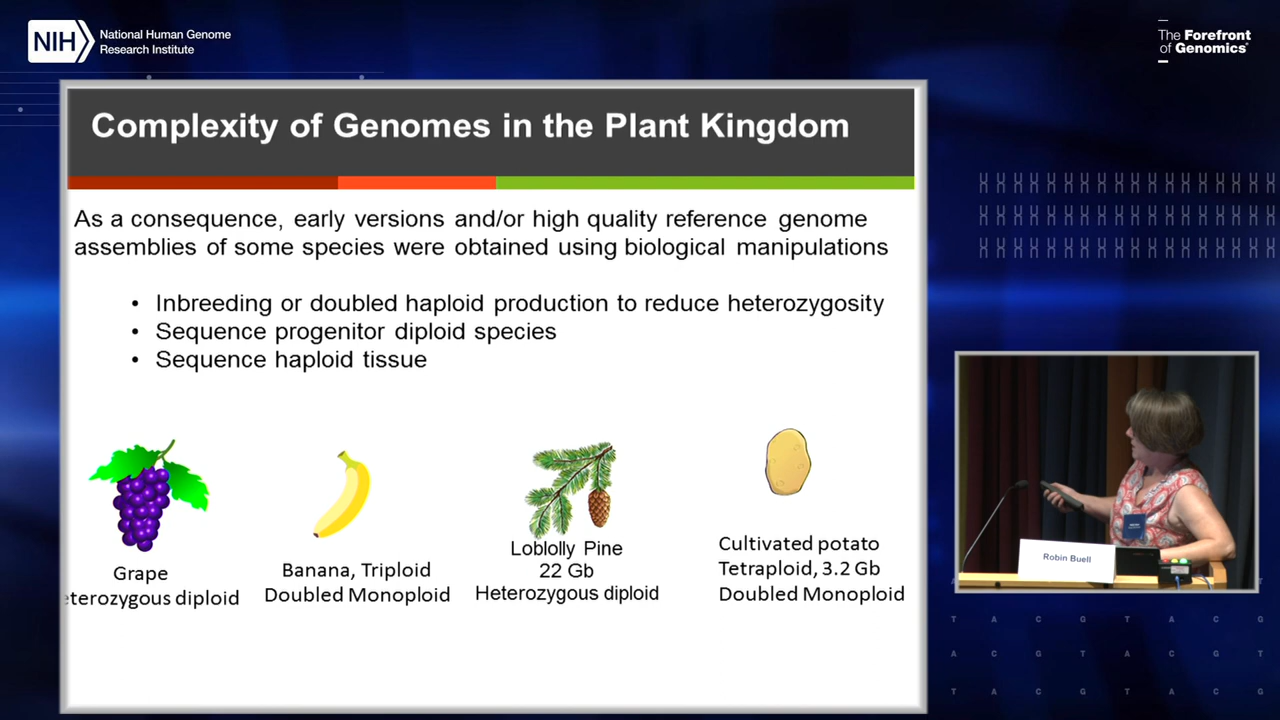 NIH
National Human Genome
Research Institute
The Forefront
of Genomics®
Complexity of Genomes in the Plant Kingdom
As a consequence, early versions and/or high quality reference genome
assemblies of some species were obtained using biological manipulations
• Inbreeding or doubled haploid production to reduce heterozygosity
• Sequence progenitor diploid species
• Sequence haploid tissue
Grape
eterozygous diploid
Banana, Triploid
Doubled Monoploid
Loblolly Pine
22 Gb
Heterozygous diploid
Cultivated potato
Tetraploid, 3.2 Gb
Doubled Monoploid
Robin Buell
T A C G T A C G
A C G T A C G T
T A C G T A C G